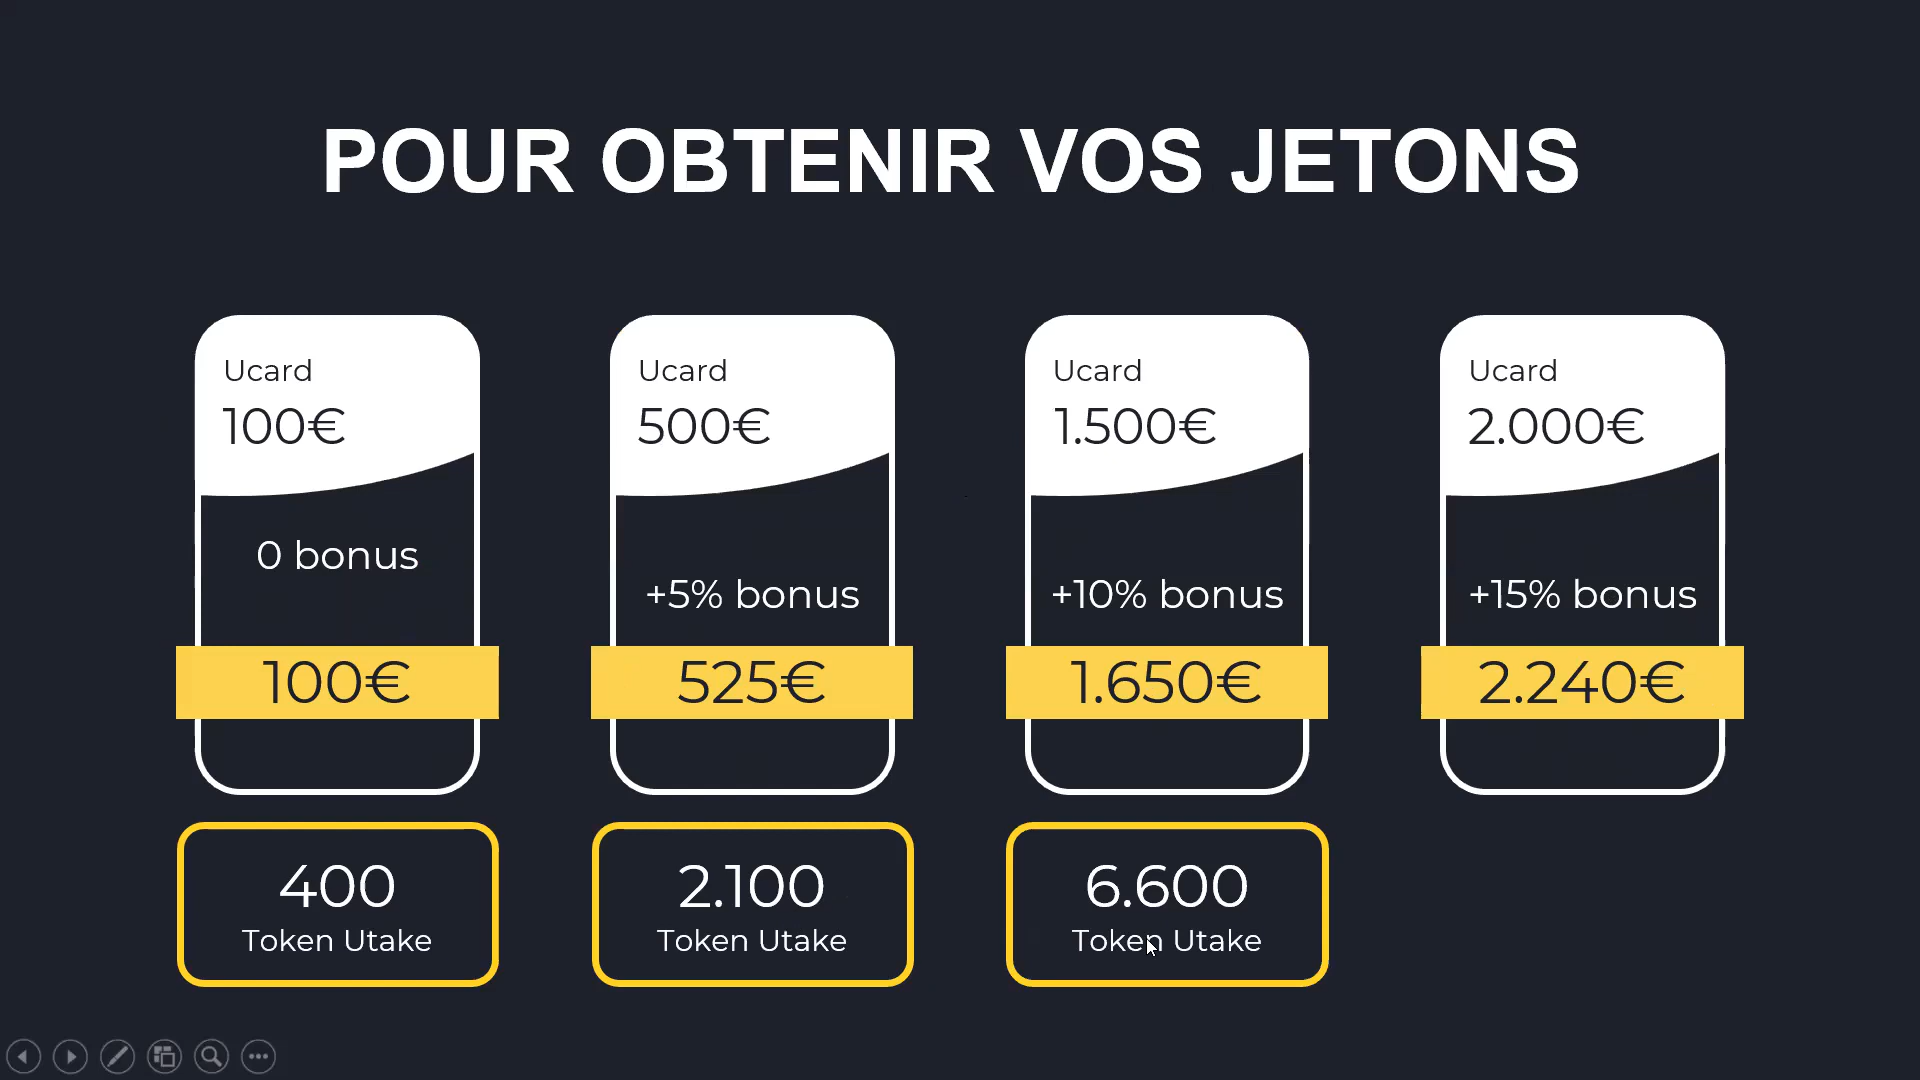 POUR OBTENIR VOS JETONS
Ucard
100€
0 bonus
100€
400
Token Utake
Ucard
500€
+5% bonus
525€
2.100
Token Utake
Ucard
1.500€
+10% bonus
1.650€
6.600
Token Utake
Ucard
2.000€
+15% bonus
2.240€